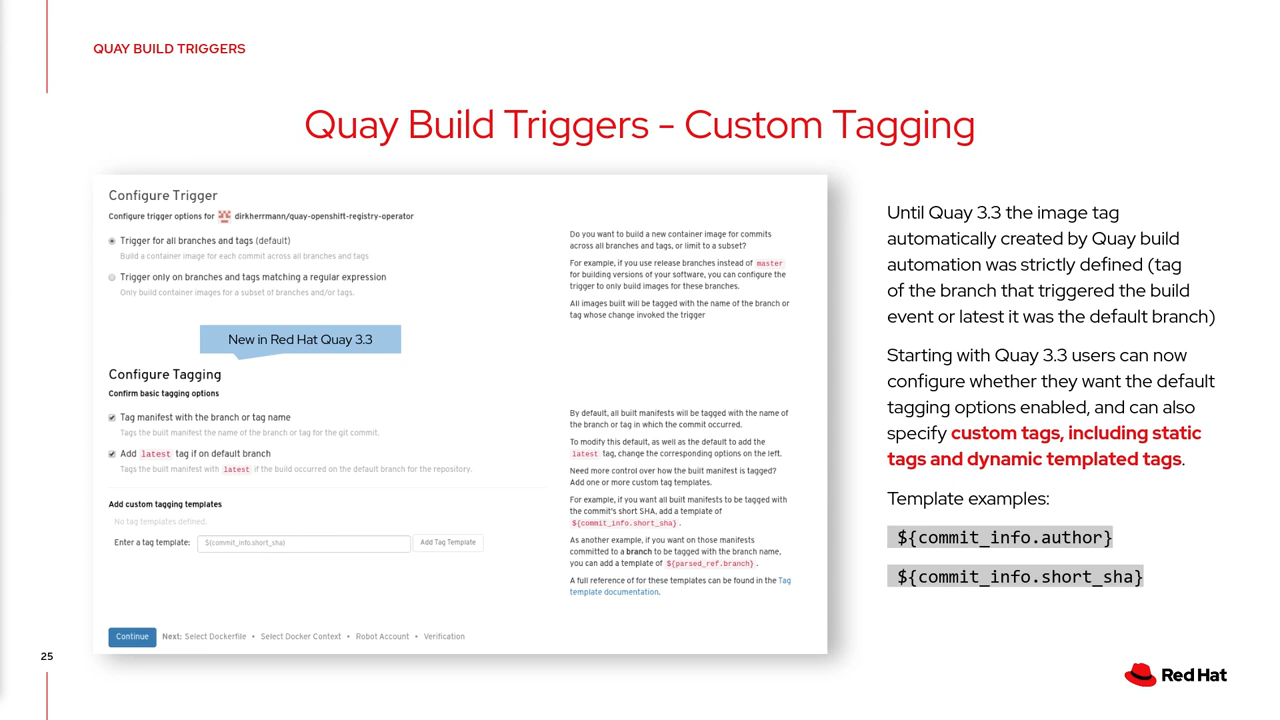 QUAY BUILD TRIGGERS
Quay Build Triggers - Custom Tagging
Configure Trigger
Configure trigger options for dirkherrmann/quay-openshift-registry-operator
Trigger for all branches and tags (default)
Build a container image for each commit across all branches and tags
Trigger only on branches and tags matching a regular expression
Only build container images for a subset of branches and/or tags.
Do you want to build a new container image for commits
across all branches and tags, or limit to a subset?
For example, if you use release branches instead of master
for building versions of your software, you can configure the
trigger to only build images for these branches.
All images built will be tagged with the name of the branch or
tag whose change invoked the trigger
New in Red Hat Quay 3.3
Configure Tagging
Confirm basic tagging options
Tag manifest with the branch or tag name
Tags the built manifest the name of the branch or tag for the git commit.
Add latest tag if on default branch
Tags the built manifest with latest if the build occurred on the default branch for the repository.
Add custom tagging templates
No tag templates defined.
Enter a tag template: ${commit_info.short_sha} Add Tag Template
By default, all built manifests will be tagged with the name of
the branch or tag in which the commit occurred.
To modify this default, as well as the default to add the
latest tag, change the corresponding options on the left.
Need more control over how the built manifest is tagged?
Add one or more custom tag templates.
For example, if you want all built manifests to be tagged with
the commit's short SHA, add a template of
${commit_info.short_sha}.
As another example, if you want on those manifests
committed to a branch to be tagged with the branch name,
you can add a template of ${parsed_ref.branch}.
A full reference of for these templates can be found in the Tag
template documentation.
Continue Next: Select Dockerfile • Select Docker Context • Robot Account • Verification
Until Quay 3.3 the image tag
automatically created by Quay build
automation was strictly defined (tag
of the branch that triggered the build
event or latest it was the default branch)
Starting with Quay 3.3 users can now
configure whether they want the default
tagging options enabled, and can also
specify custom tags, including static
tags and dynamic templated tags.
Template examples:
${commit_info.author}
${commit_info.short_sha}
25
Red Hat